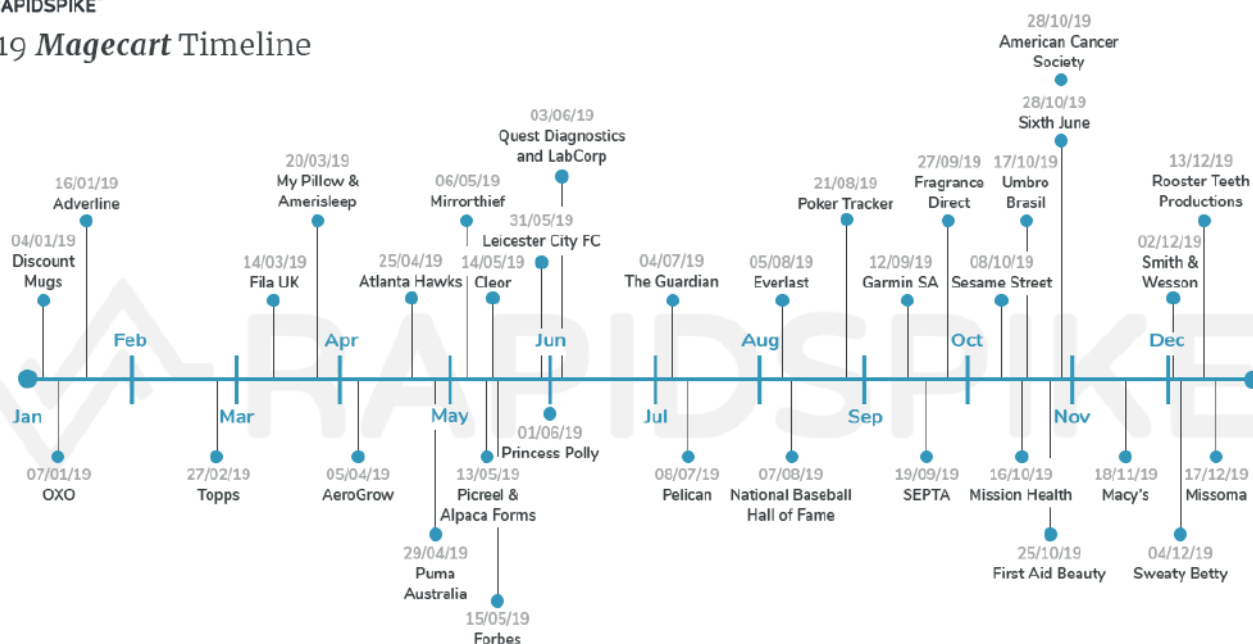 RAPIDSPIKE
19 Magecart Timeline
28/10/19
American Cancer
Society
28/10/19
Sixth June
03/06/19
Quest Diagnostics
and LabCorp
20/03/19
My Pillow &
Amerisleep
16/01/19
Adverline
06/05/19
Mirrorthief
21/08/19
Poker Tracker
27/09/19
Fragrance
Direct
17/10/19
Umbro
Brasil
13/12/19
Rooster Teeth
Productions
04/01/19
Discount
Mugs
31/05/19
Leicester City FC
02/12/19
Smith &
Wesson
14/03/19
Fila UK
25/04/19
Atlanta Hawks
14/05/19
Cleor
04/07/19
The Guardian
05/08/19
Everlast
12/09/19
Garmin SA
08/10/19
Sesame Street
Feb
Apr
Jun
Aug
Oct
Dec
RAPIDSPIKE
Jan
Mar
May
Jul
Sep
Nov
01/06/19
Princess Polly
07/01/19
OXO
27/02/19
Topps
05/04/19
AeroGrow
13/05/19
Picreel &
Alpaca Forms
08/07/19
Pelican
07/08/19
National Baseball
Hall of Fame
19/09/19
SEPTA
16/10/19
Mission Health
18/11/19
Macy's
17/12/19
Missoma
29/04/19
Puma
Australia
25/10/19
First Aid Beauty
04/12/19
Sweaty Betty
15/05/19
Forbes